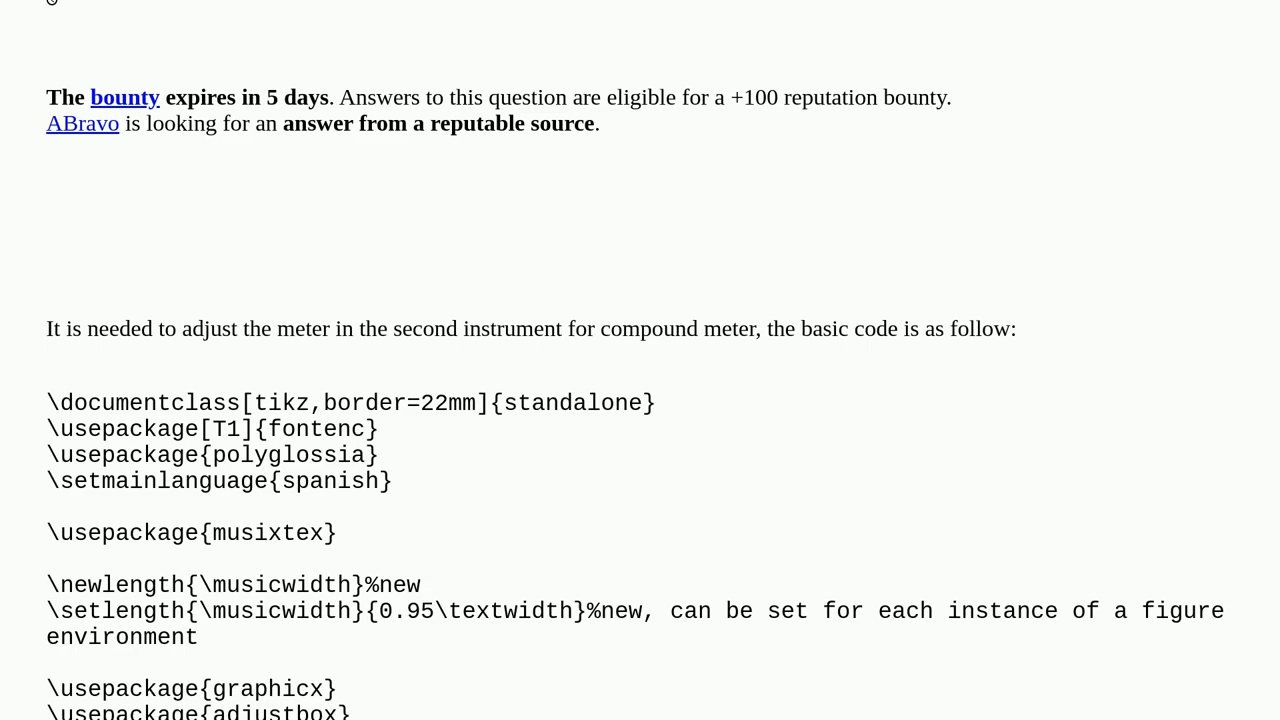 The bounty expires in 5 days. Answers to this question are eligible for a +100 reputation bounty.
ABravo is looking for an answer from a reputable source.
It is needed to adjust the meter in the second instrument for compound meter, the basic code is as follow:
\documentclass[tikz,border=22mm]{standalone}
\usepackage[T1]{fontenc}
\usepackage{polyglossia}
\setmainlanguage{spanish}
\usepackage{musixtex}
\newlength{\musicwidth}%new
\setlength{\musicwidth}{0.95\textwidth}%new, can be set for each instance of a figure
environment
\usepackage{graphicx}
\usepackage{adjustbox}